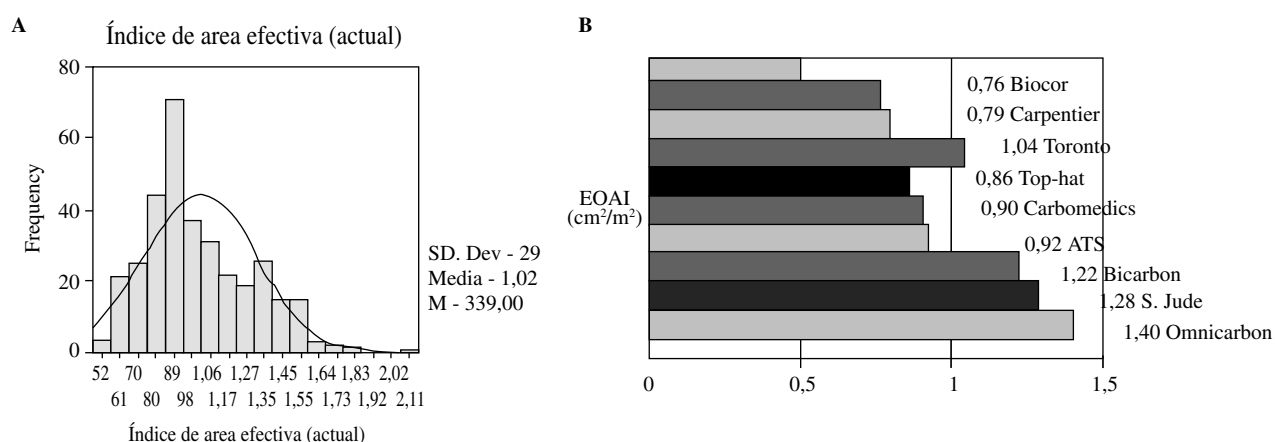 A
Índice de area efectiva (actual)
80
60
40
20
0
Frequency
SD. Dev - 29
Media - 1,02
M - 339,00
52 70 89 1,06 1,27 1,45 1,64 1,83 2,02
61 80 98 1,17 1,35 1,55 1,73 1,92 2,11
Índice de area efectiva (actual)
B
EOAI
(cm²/m²)
0,76 Biocor
0,79 Carpentier
1,04 Toronto
0,86 Top-hat
0,90 Carbomedics
0,92 ATS
1,22 Bicarbon
1,28 S. Jude
1,40 Omnicarbon
0 0,5 1 1,5